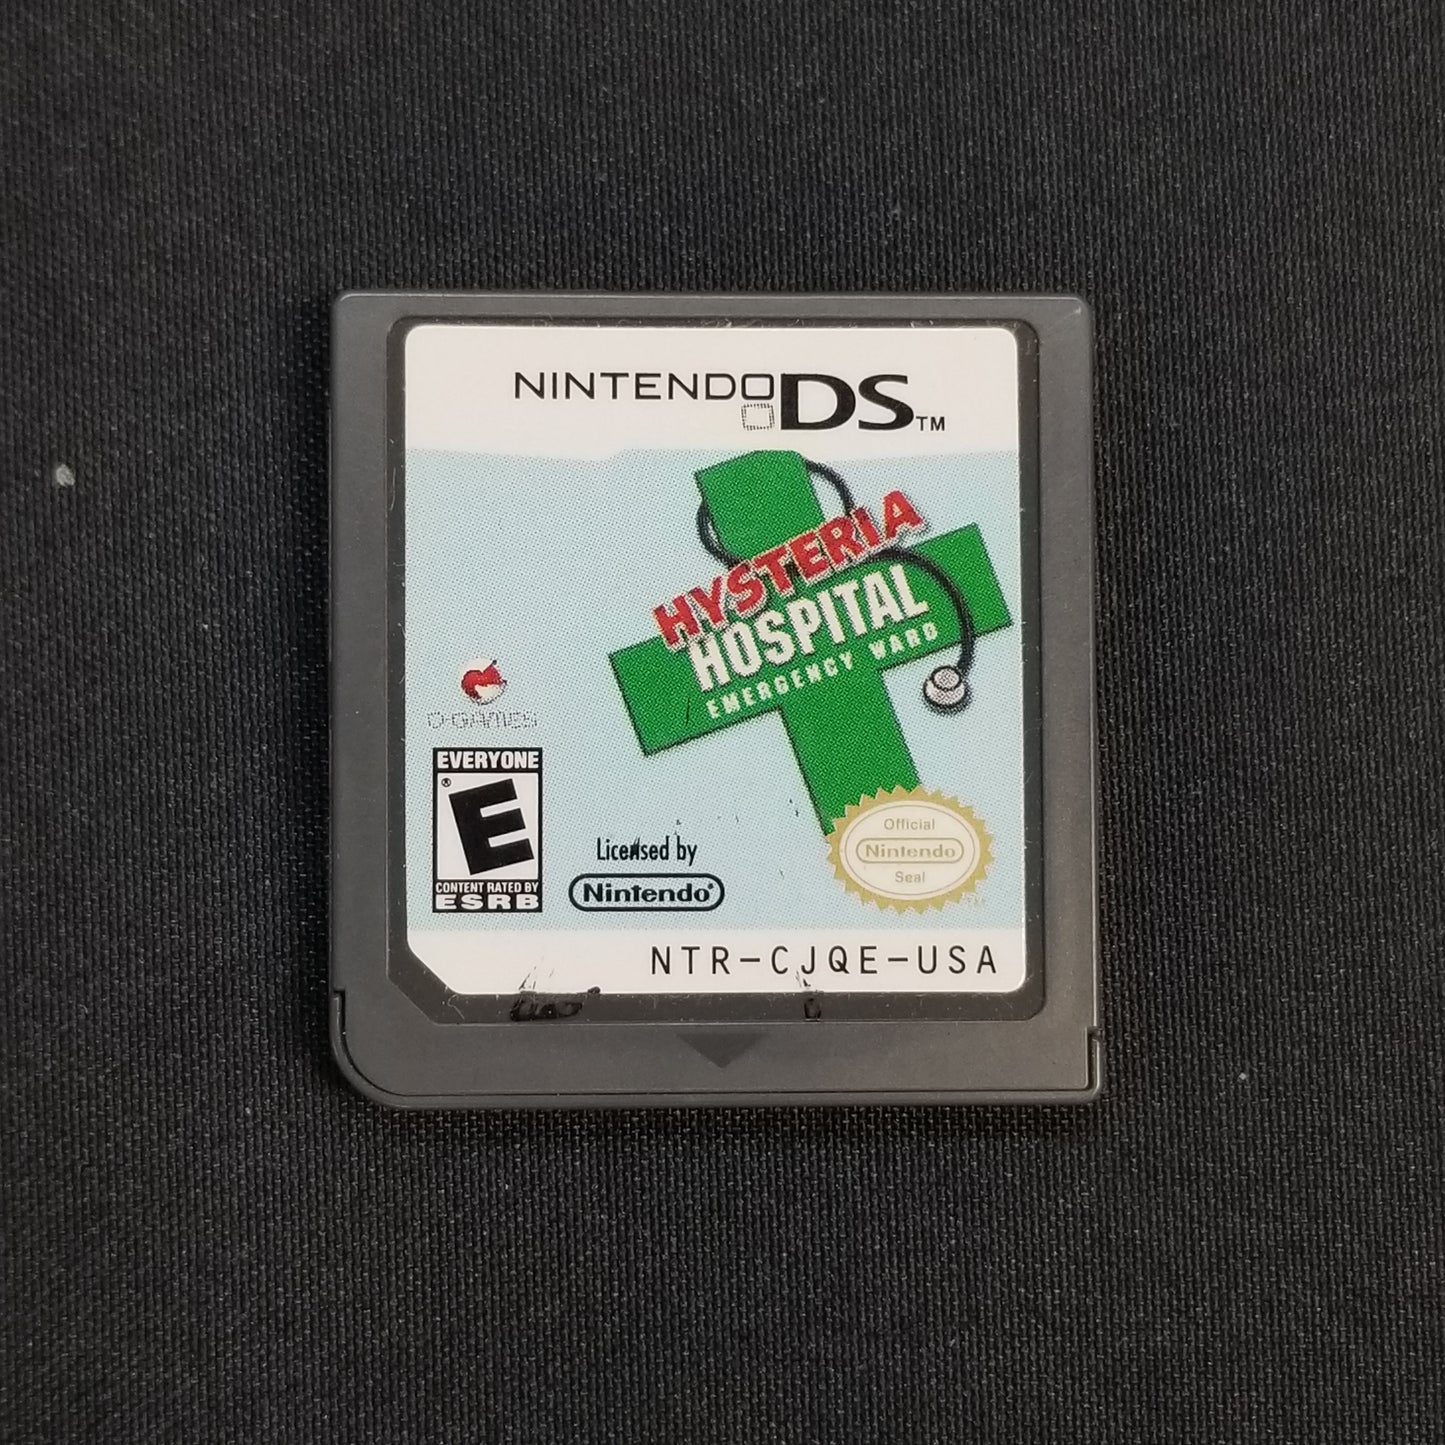 NINTENDO DS™
HYSTERIA
HOSPITAL
EMERGENCY WARD
O-GAMES
EVERYONE
E
®
CONTENT RATED BY
ESRB
Licensed by
Nintendo®
Official
Nintendo
Seal
TM
NTR-CJQE-USA